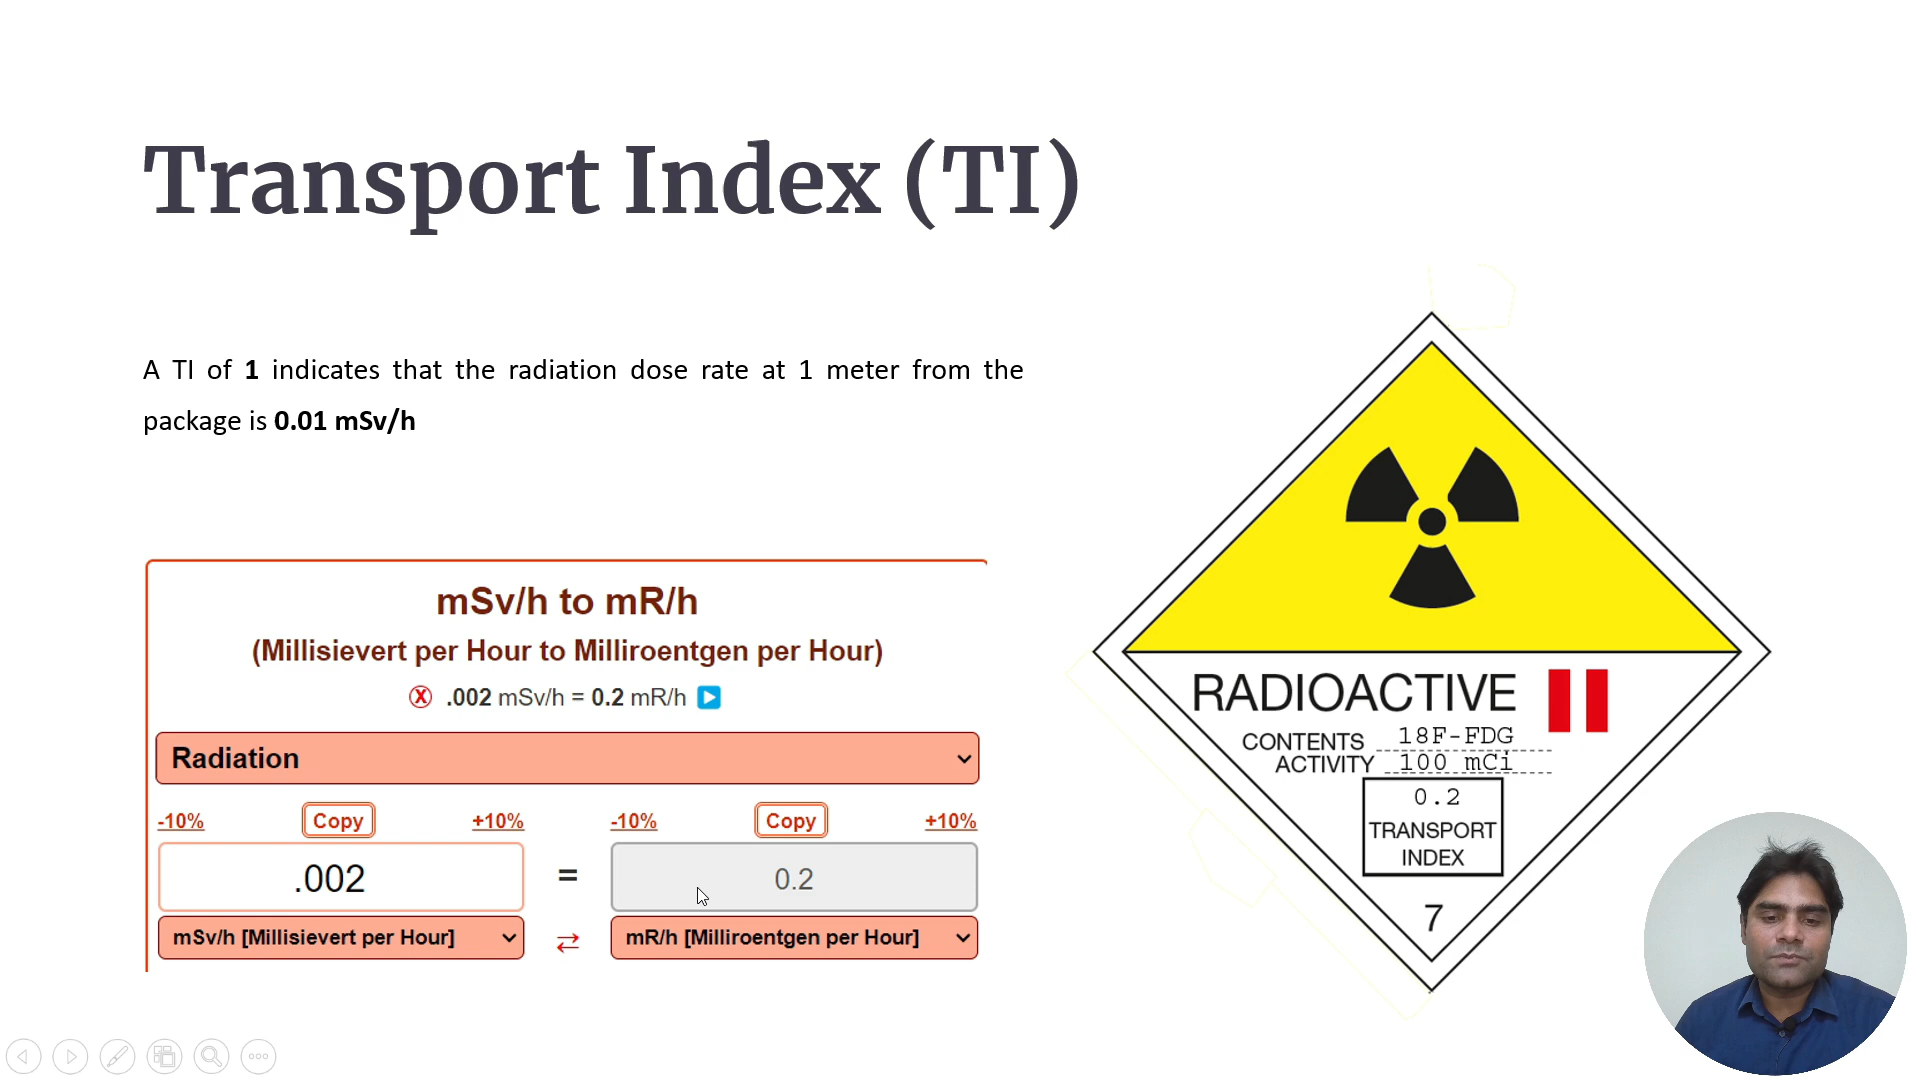 Transport Index (TI)
A TI of 1 indicates that the radiation dose rate at 1 meter from the
package is 0.01 mSv/h
mSv/h to mR/h
(Millisievert per Hour to Milliroentgen per Hour)
X .002 mSv/h = 0.2 mR/h
Radiation
-10% Copy +10% -10% Copy +10%
.002 = 0.2
mSv/h [Millisievert per Hour] mR/h [Milliroentgen per Hour]
RADIOACTIVE II
CONTENTS 18F-FDG
ACTIVITY 100 mCi
0.2
TRANSPORT
INDEX
7